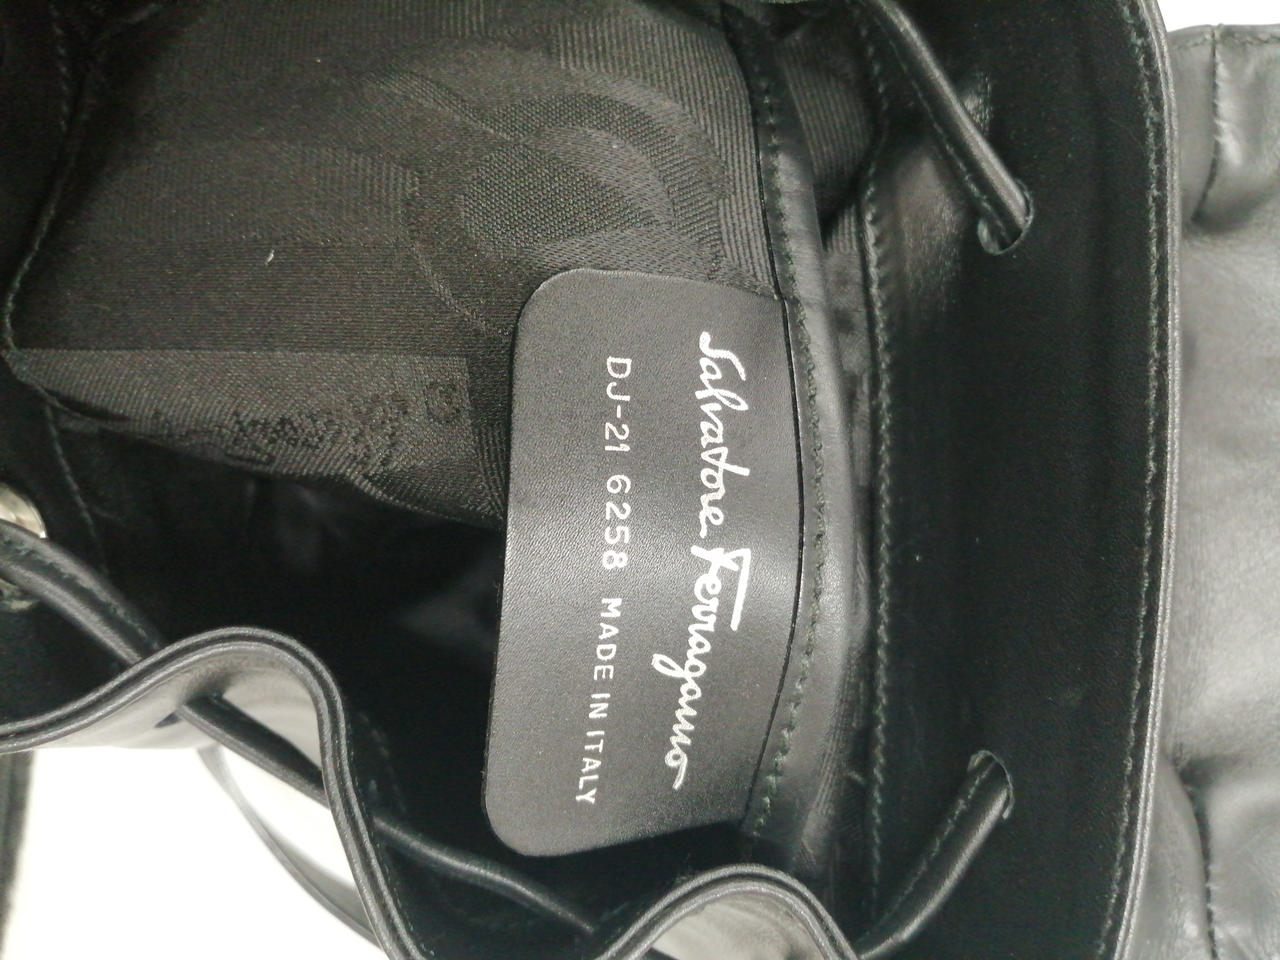 Salvatore Ferragamo
DJ-21 6258 MADE IN ITALY